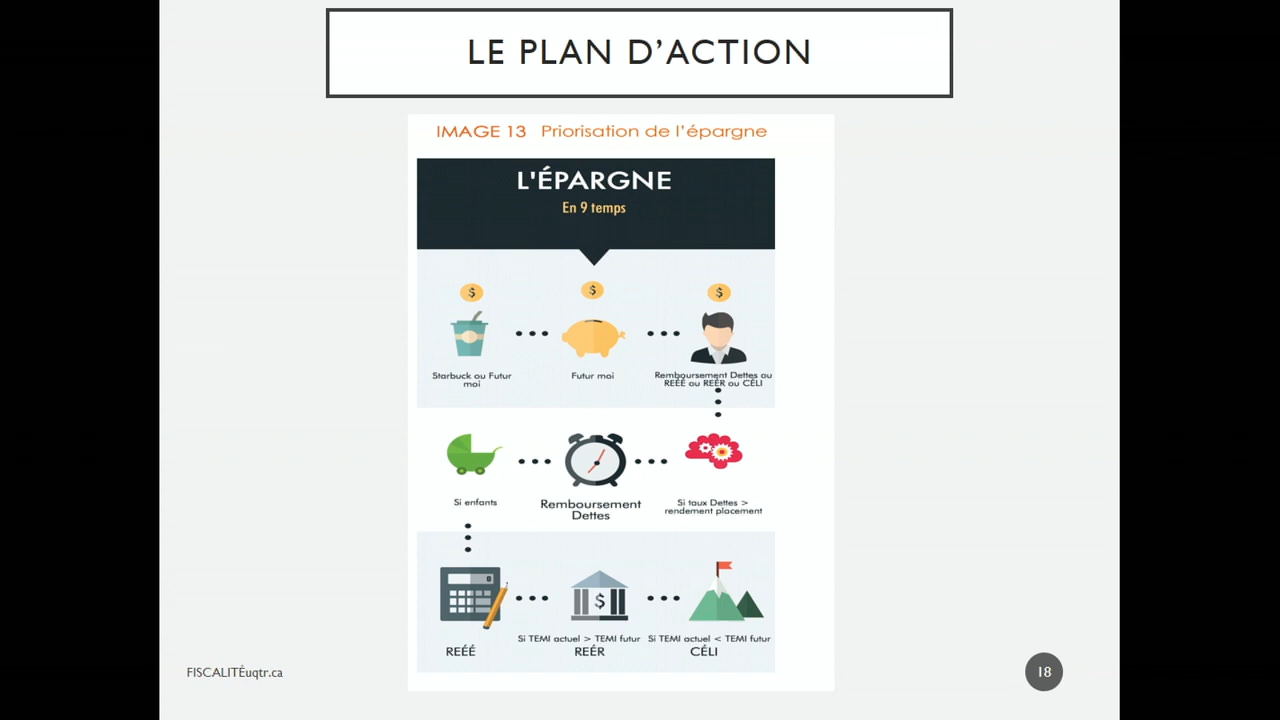 LE PLAN D’ACTION
IMAGE 13 Priorisation de l’épargne
L'ÉPARGNE
En 9 temps
$
$
$
Starbuck ou Futur
moi
Futur moi
Remboursement Dettes ou
REÉÉ ou REÉR ou CÉLI
Si enfants
Remboursement
Dettes
Si taux Dettes >
rendement placement
0
$
REÉÉ
Si TEMI actuel > TEMI futur
REÉR
Si TEMI actuel < TEMI futur
CÉLI
FISCALITÉuqtr.ca
18